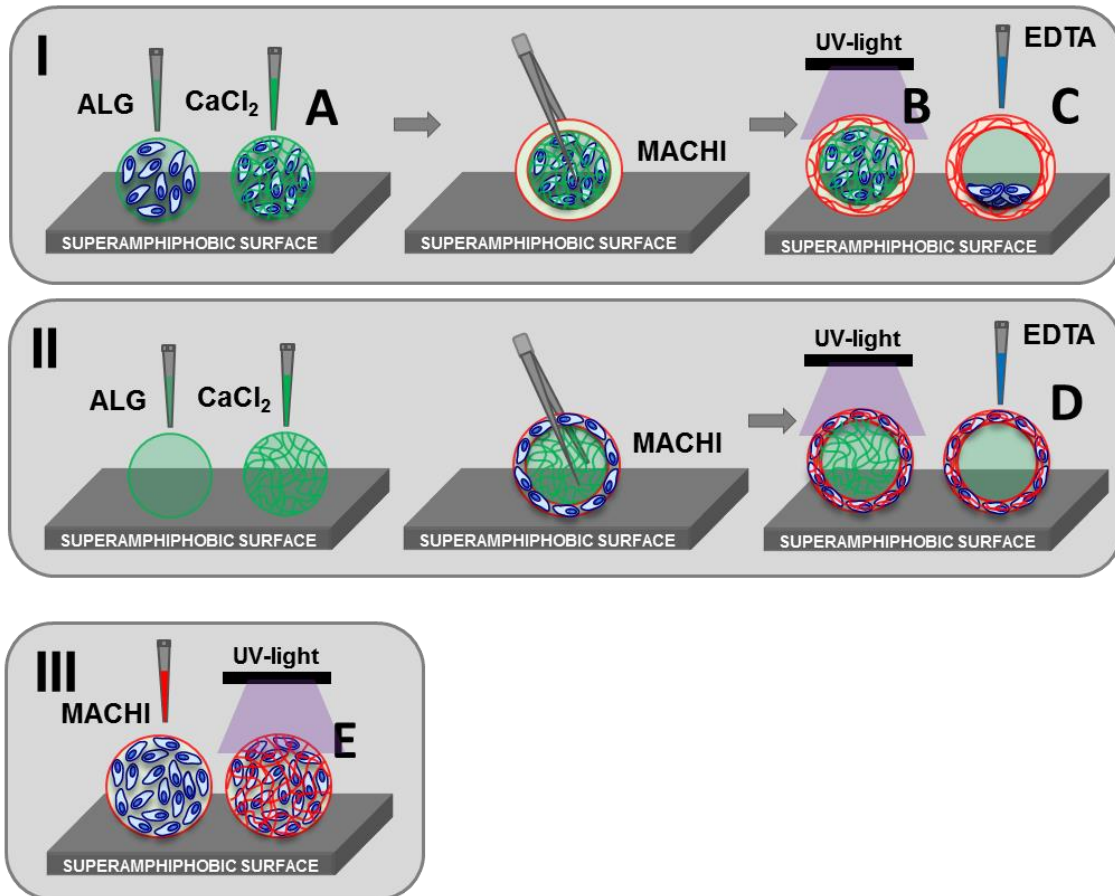 I
ALG
CaCl₂
A
SUPERAMPHIPHOBIC SURFACE
MACHI
SUPERAMPHIPHOBIC SURFACE
UV-light
B
EDTA
C
SUPERAMPHIPHOBIC SURFACE
II
ALG
CaCl₂
SUPERAMPHIPHOBIC SURFACE
MACHI
SUPERAMPHIPHOBIC SURFACE
UV-light
EDTA
D
SUPERAMPHIPHOBIC SURFACE
III
MACHI
UV-light
E
SUPERAMPHIPHOBIC SURFACE